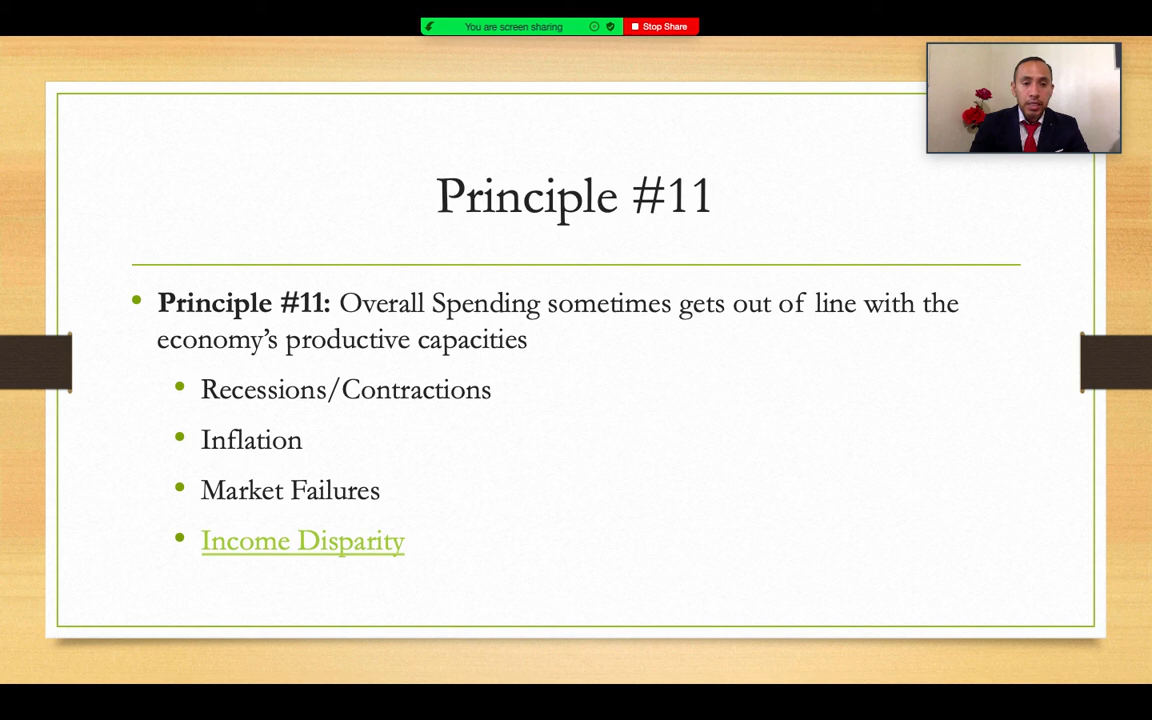 You are screen sharing
Stop Share
Principle #11
Principle #11: Overall Spending sometimes gets out of line with the
economy’s productive capacities
Recessions/Contractions
Inflation
Market Failures
Income Disparity